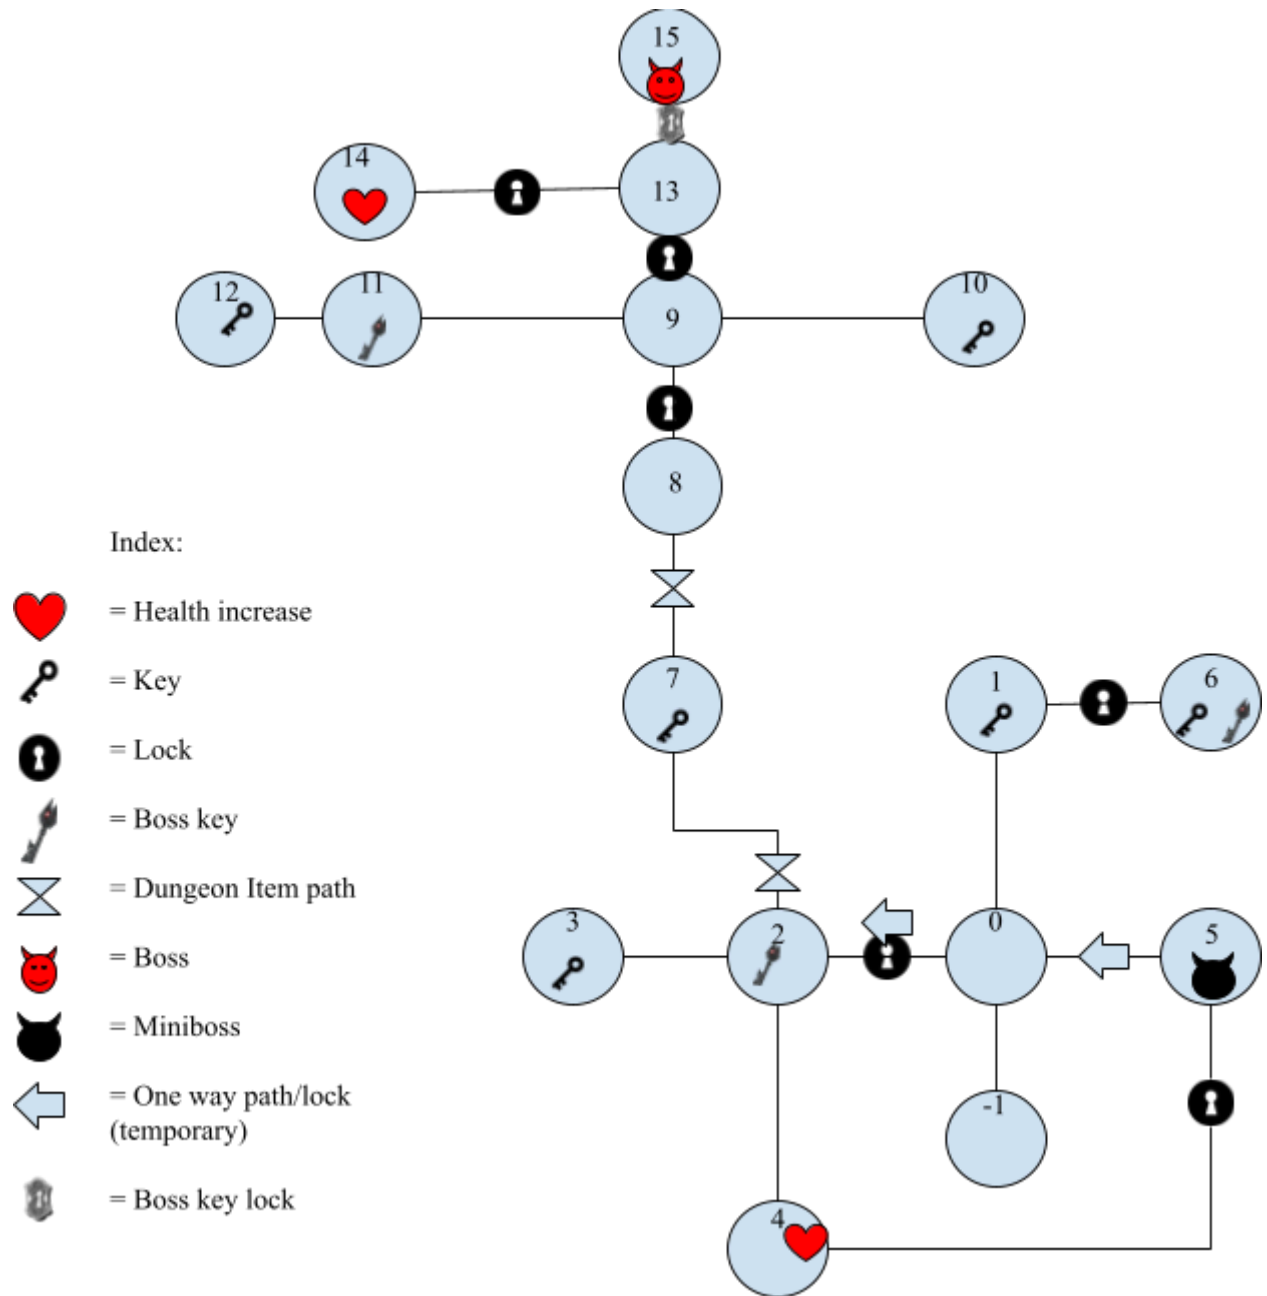 15
14
13
12
11
10
9
8
Index:
= Health increase
= Key
7
1
6
= Lock
= Boss key
= Dungeon Item path
3
2
0
5
= Boss
= Miniboss
= One way path/lock
(temporary)
-1
= Boss key lock
4